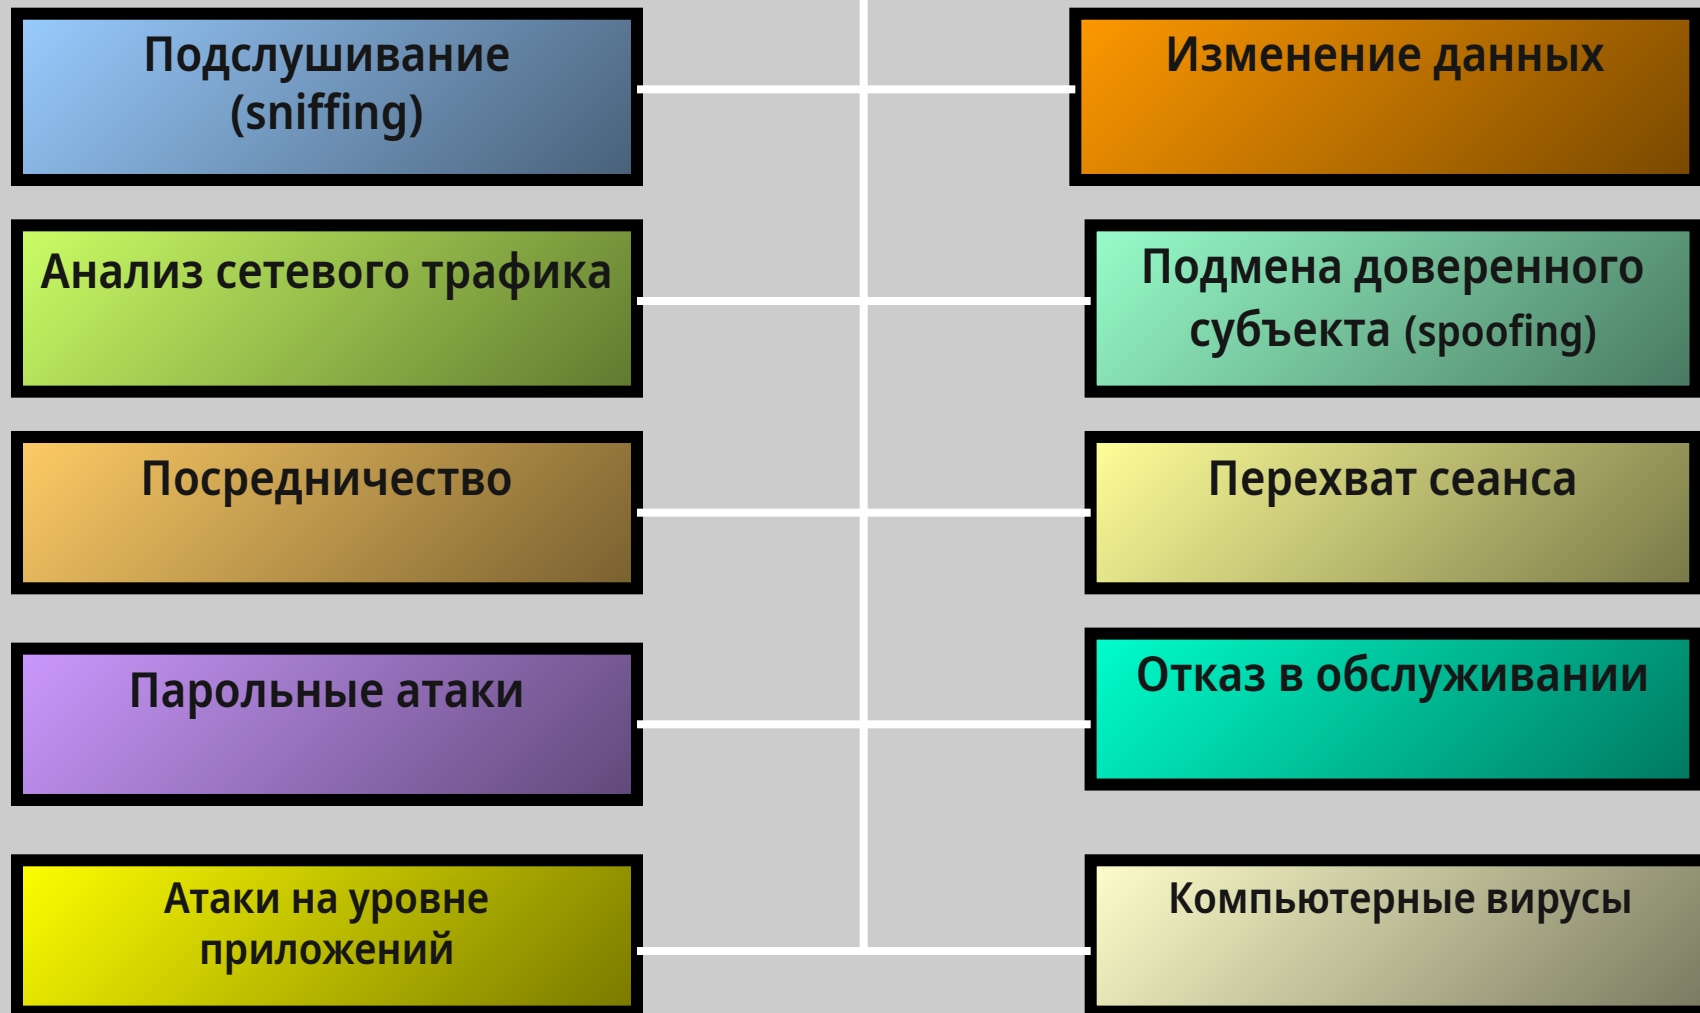 Подслушивание
(sniffing)
Изменение данных
Анализ сетевого трафика
Подмена доверенного
субъекта (spoofing)
Посредничество
Перехват сеанса
Парольные атаки
Отказ в обслуживании
Атаки на уровне
приложений
Компьютерные вирусы